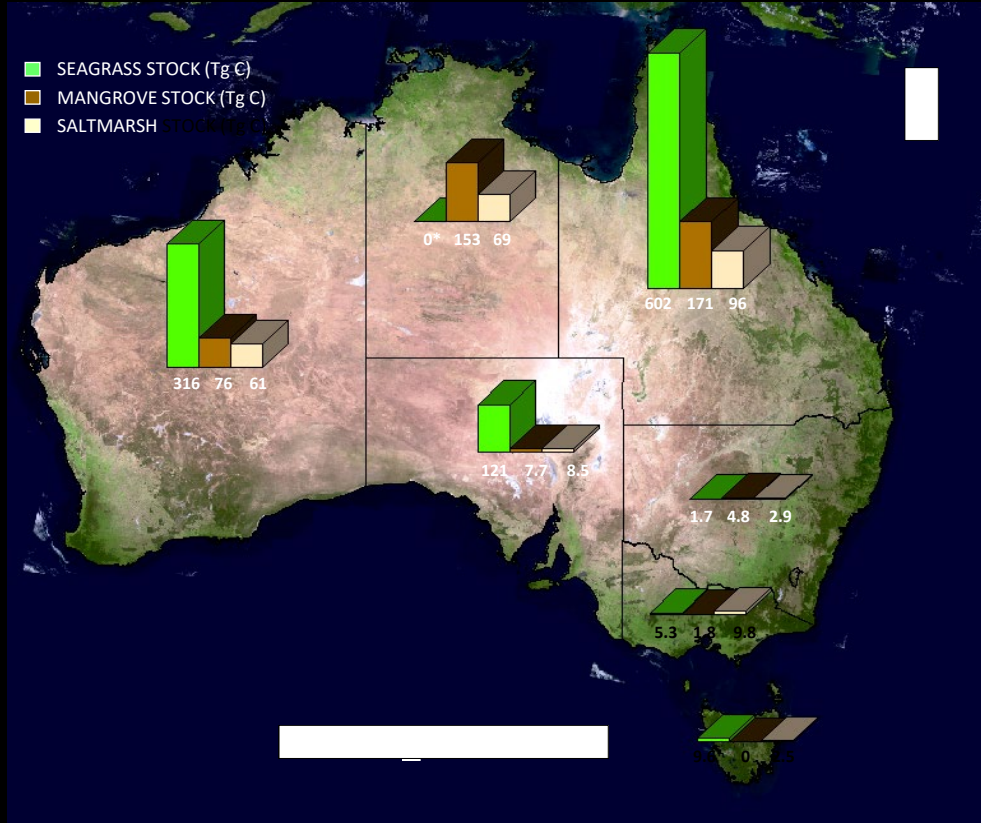 SEAGRASS STOCK (Tg C)
MANGROVE STOCK (Tg C)
SALTMARSH
0* 153 69
602 171 96
316 76 61
121 7.7 8.5
1.7 4.8 2.9
5.3 1.8 9.8
0